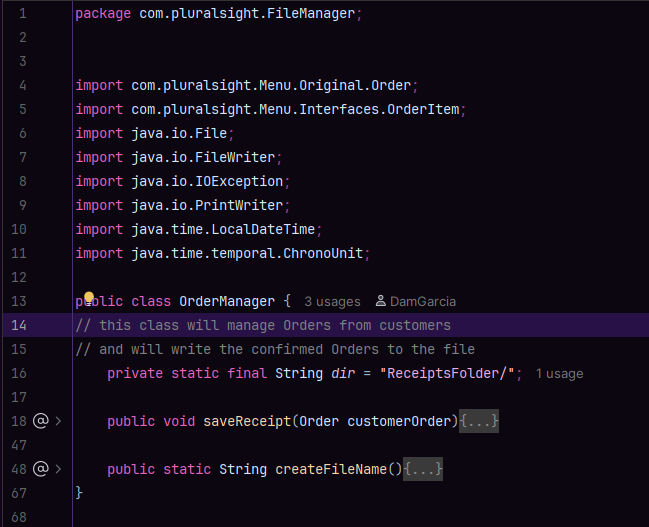 1 package com.pluralsight.FileManager;
2
3
4 import com.pluralsight.Menu.Original.Order;
5 import com.pluralsight.Menu.Interfaces.OrderItem;
6 import java.io.File;
7 import java.io.FileWriter;
8 import java.io.IOException;
9 import java.io.PrintWriter;
10 import java.time.LocalDateTime;
11 import java.time.temporal.ChronoUnit;
12
13 public class OrderManager { 3 usages DamGarcia
14 // this class will manage Orders from customers
15 // and will write the confirmed Orders to the file
16 private static final String dir = "ReceiptsFolder/"; 1 usage
17
18 @ > public void saveReceipt(Order customerOrder){...}
47
48 @ > public static String createFileName(){...}
67 }
68